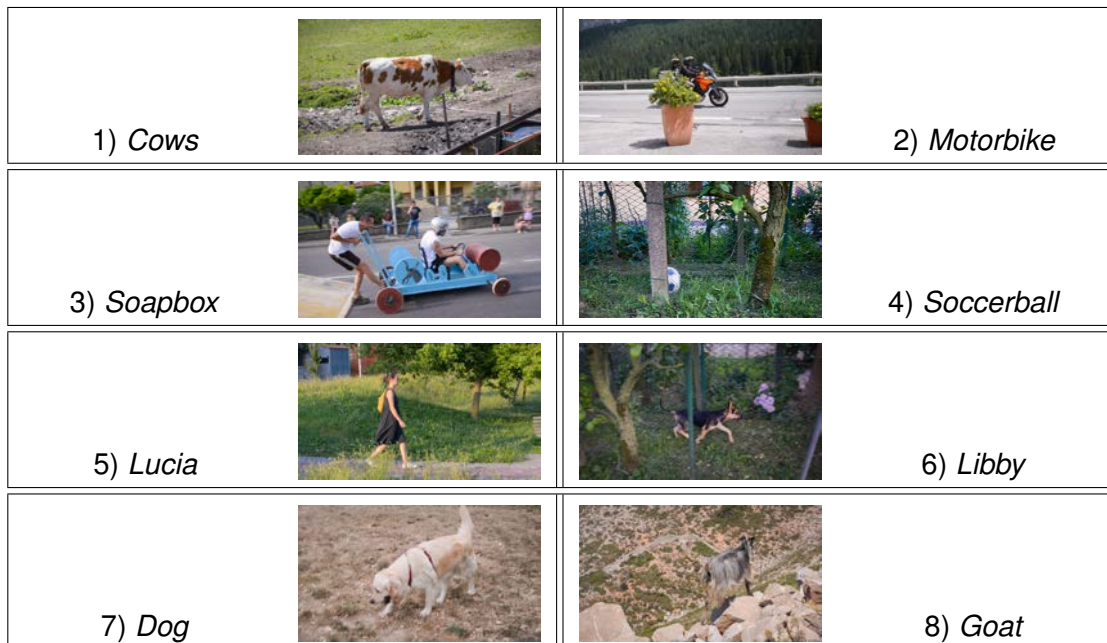 1) Cows
2) Motorbike
3) Soapbox
4) Soccerball
5) Lucia
6) Libby
7) Dog
8) Goat